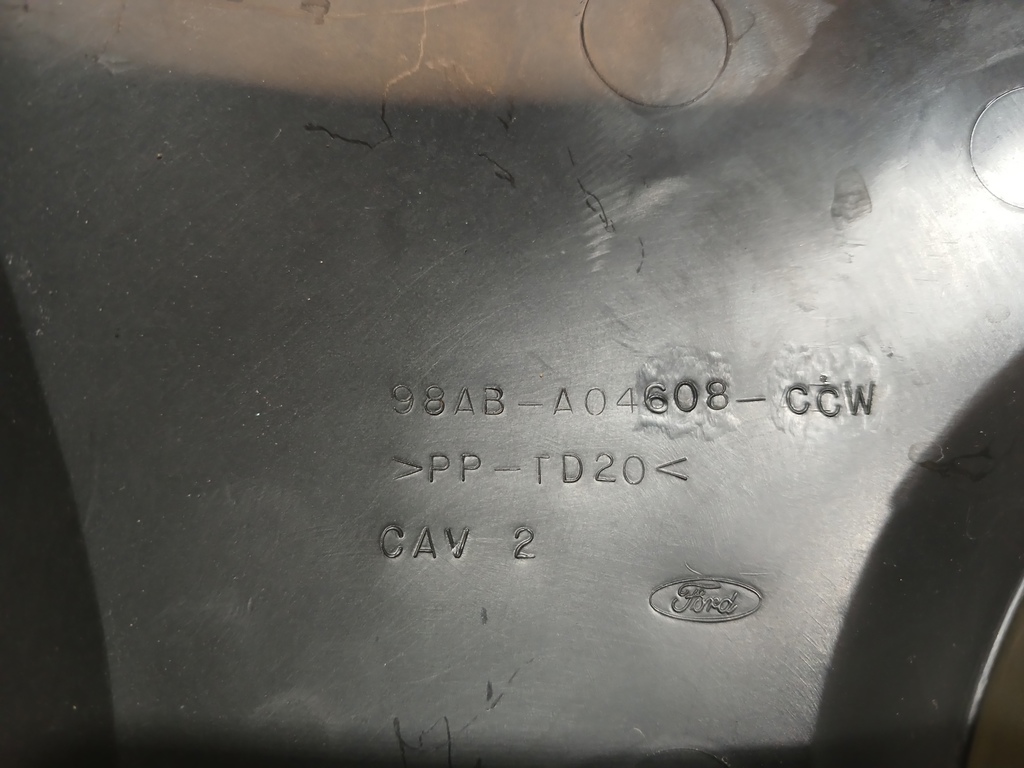 98AB-A04608-CCW
>PP-TD20<
CAV 2
Ford